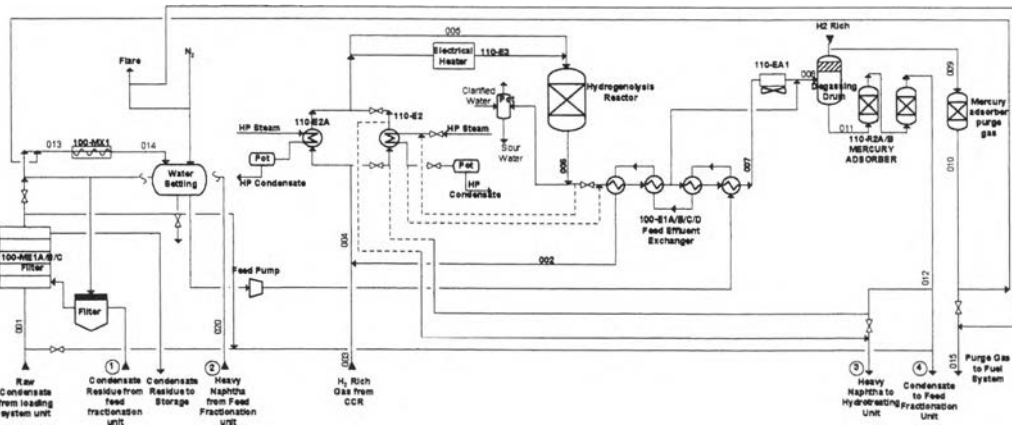 H2 Rich
005
Flare
N₂
Electrical
Heater
110-E3
110-EA1
008
Degassing
Drum
009
Hydrogenolysis
Reactor
Clarified
Water
Pot
Sour
Water
Mercury
adsorber
purge
gas
013
100-MX1
014
110-E2A
110-E2
HP Steam
HP Steam
011
110-R2A/B
MERCURY
ADSORBER
Water
Settling
Pot
Pot
HP Condensate
HP
Condensate
006
007
010
100-E1A/B/C/D
Feed Effluent
Exchanger
004
002
100-ME1A/B/C
Filter
Feed Pump
012
Filter
001
020
003
015
1
2
3
4
Raw
Condensate
from loading
system unit
Condensate
Residue from
feed
fractionation
unit
Condensate
Residue to
Storage
Heavy
Naphtha
from Feed
Fractionation
Unit
H₂ Rich
Gas from
CCR
Heavy
Naphtha to
Hydrotreating
Unit
Condensate
to Feed
Fractionation
Unit
Purge Gas
to Fuel
System